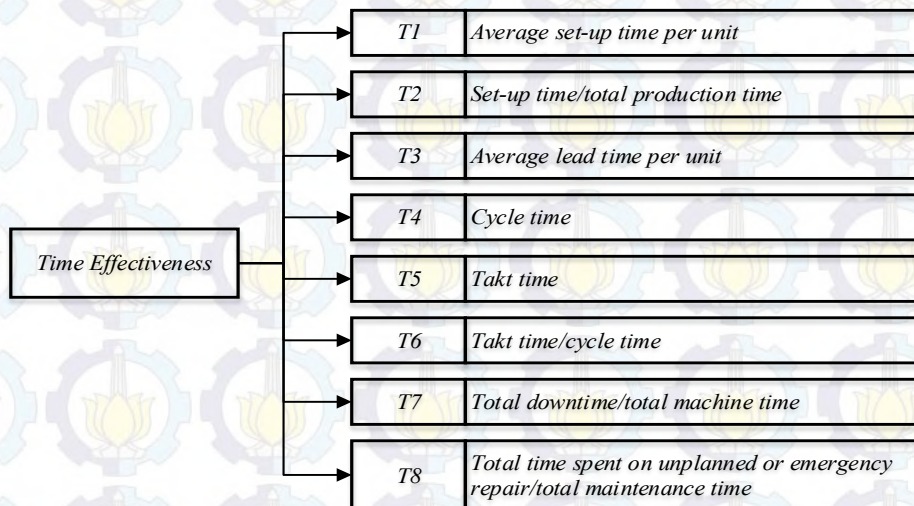 T1 Average set-up time per unit
T2 Set-up time/total production time
T3 Average lead time per unit
T4 Cycle time
Time Effectiveness
T5 Takt time
T6 Takt time/cycle time
T7 Total downtime/total machine time
T8 Total time spent on unplanned or emergency
repair/total maintenance time